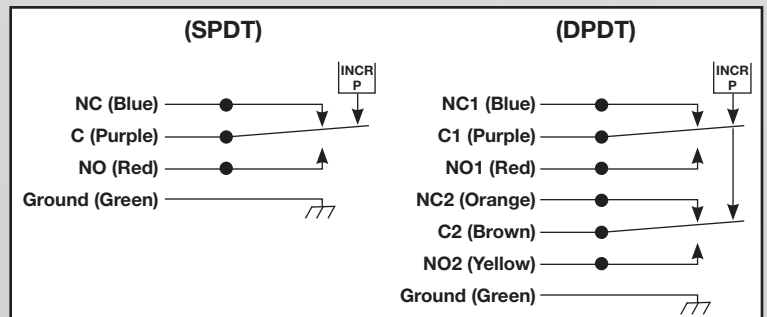 (SPDT)
INCR
P
NC (Blue)
C (Purple)
NO (Red)
Ground (Green)
(DPDT)
INCR
P
NC1 (Blue)
C1 (Purple)
NO1 (Red)
NC2 (Orange)
C2 (Brown)
NO2 (Yellow)
Ground (Green)